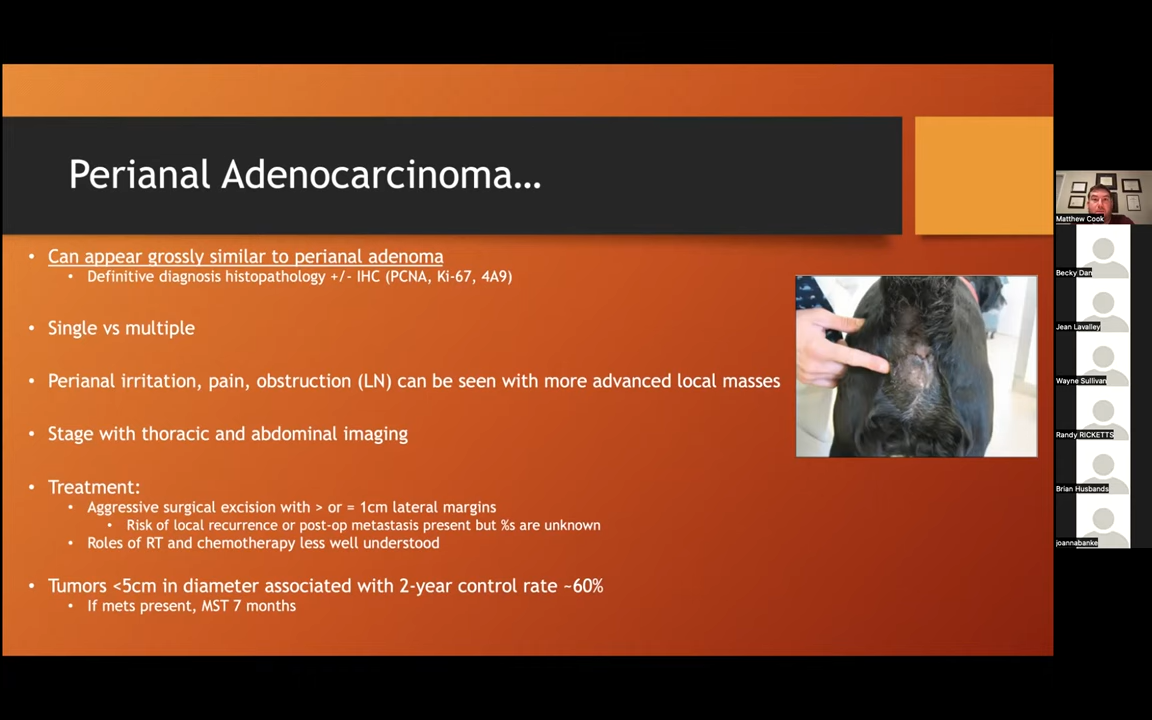 Perianal Adenocarcinoma...
• Can appear grossly similar to perianal adenoma
• Definitive diagnosis histopathology +/- IHC (PCNA, Ki-67, 4A9)
• Single vs multiple
• Perianal irritation, pain, obstruction (LN) can be seen with more advanced local masses
• Stage with thoracic and abdominal imaging
• Treatment:
• Aggressive surgical excision with > or = 1cm lateral margins
• Risk of local recurrence or post-op metastasis present but %s are unknown
• Roles of RT and chemotherapy less well understood
• Tumors <5cm in diameter associated with 2-year control rate ~60%
• If mets present, MST 7 months
Matthew Cook
Becky Dan
Jean Lavalley
Wayne Sullivan
Randy RICKETTS
Brian Husbands
joannabanke